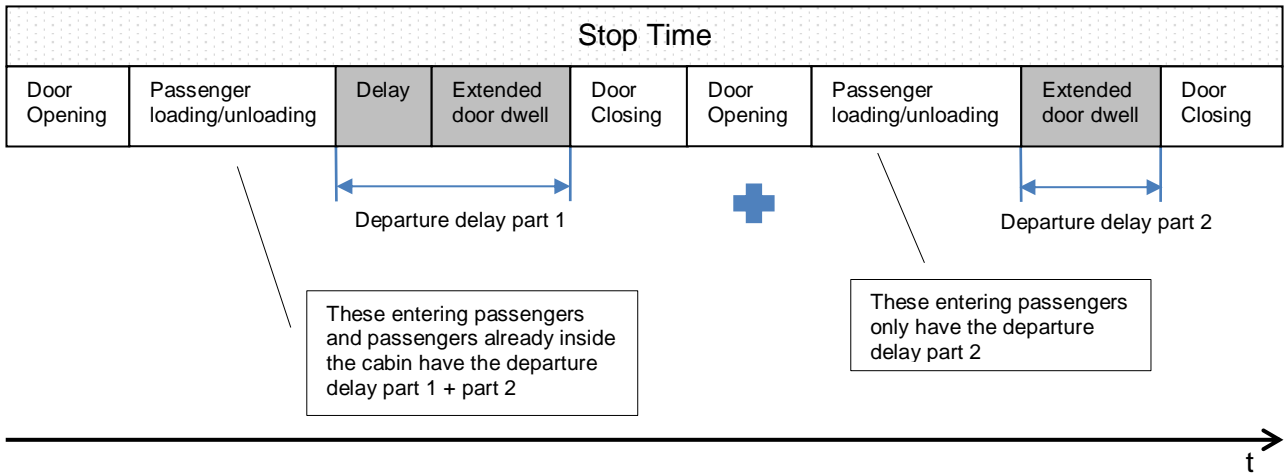 Stop Time
Door
Opening
Passenger
loading/unloading
Delay
Extended
door dwell
Door
Closing
Door
Opening
Passenger
loading/unloading
Extended
door dwell
Door
Closing
Departure delay part 1
Departure delay part 2
These entering passengers
and passengers already inside
the cabin have the departure
delay part 1 + part 2
These entering passengers
only have the departure
delay part 2
t